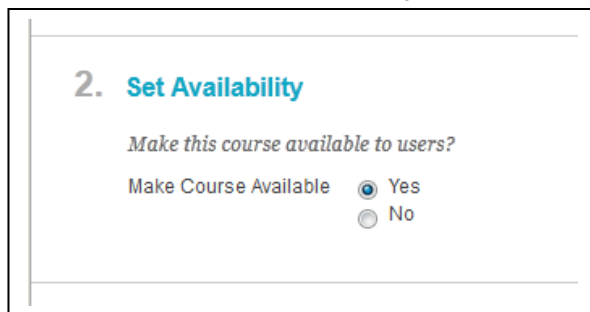 2. Set Availability
Make this course available to users?
Make Course Available Yes
No